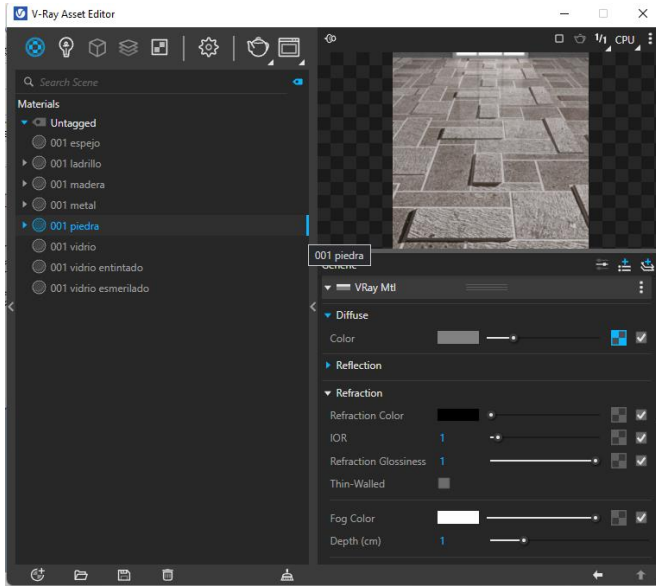 V-Ray Asset Editor
1/1 CPU
Search Scene
Materials
Untagged
001 espejo
001 ladrillo
001 madera
001 metal
001 piedra
001 vidrio
001 vidrio entintado
001 vidrio esmerilado
001 piedra
Generic
VRay Mtl
Diffuse
Color
Reflection
Refraction
Refraction Color
IOR 1
Refraction Glossiness 1
Thin-Walled
Fog Color
Depth (cm) 1